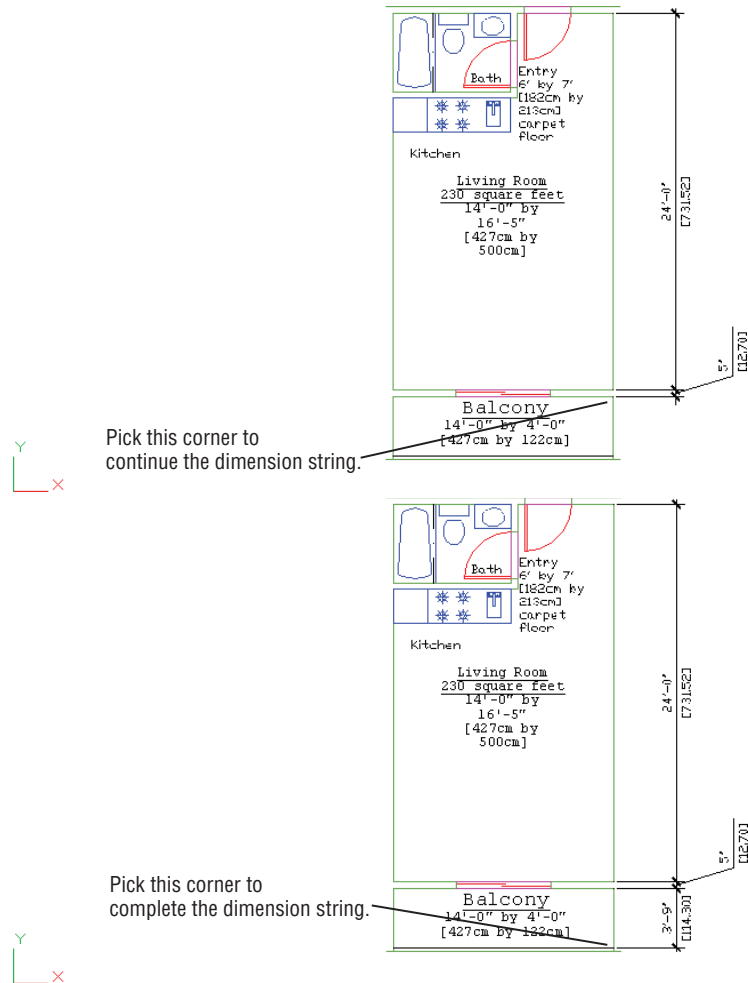 Bath
Entry
6' by 7'
[182cm by
213cm]
carpet
floor
Kitchen
Living Room
230 square feet
14'-0" by
16'-5"
[427cm by
500cm]
24'-0"
[731.52]
5"
[12.70]
Balcony
14'-0" by 4'-0"
[427cm by 122cm]
Pick this corner to
continue the dimension string.
Y
X
Bath
Entry
6' by 7'
[182cm by
213cm]
carpet
floor
Kitchen
Living Room
230 square feet
14'-0" by
16'-5"
[427cm by
500cm]
24'-0"
[731.52]
5"
[12.70]
Pick this corner to
complete the dimension string.
Balcony
14'-0" by 4'-0"
[427cm by 122cm]
3'-9"
[114.30]
Y
X